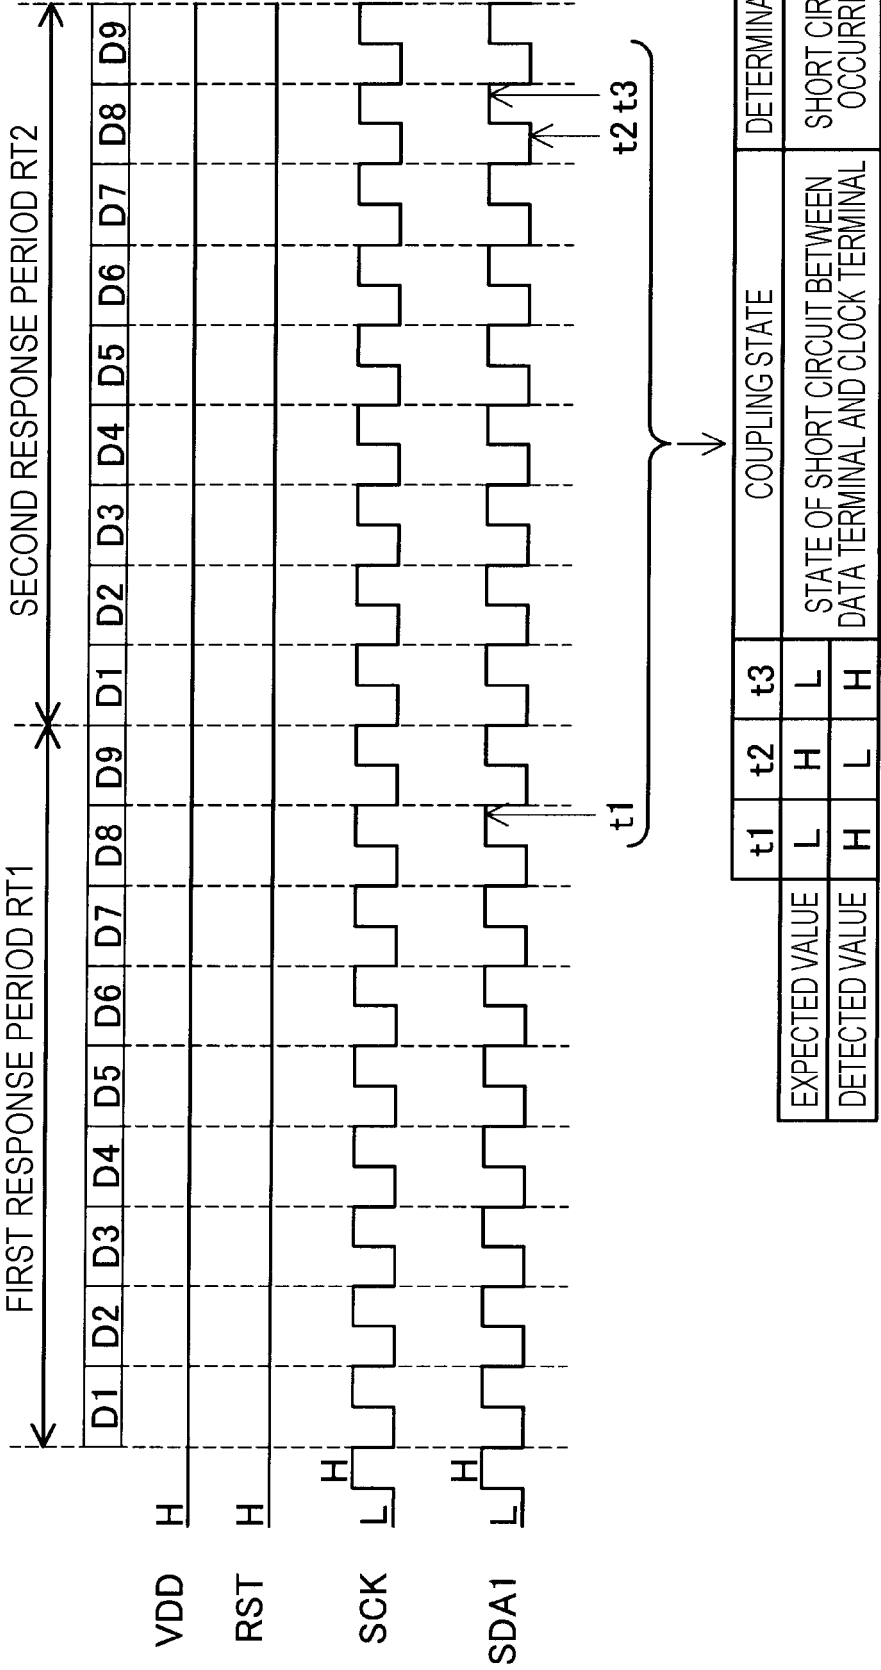 FIRST RESPONSE PERIOD RT1
SECOND RESPONSE PERIOD RT2
D1 D2 D3 D4 D5 D6 D7 D8 D9 D1 D2 D3 D4 D5 D6 D7 D8 D9
VDD H
RST H
SCK L H
SDA1 L H
t1 t2 t3
t1 t2 t3 COUPLING STATE
EXPECTED VALUE L H L STATE OF SHORT CIRCUIT BETWEEN
DETECTED VALUE H L H DATA TERMINAL AND CLOCK TERMINAL
SHORT